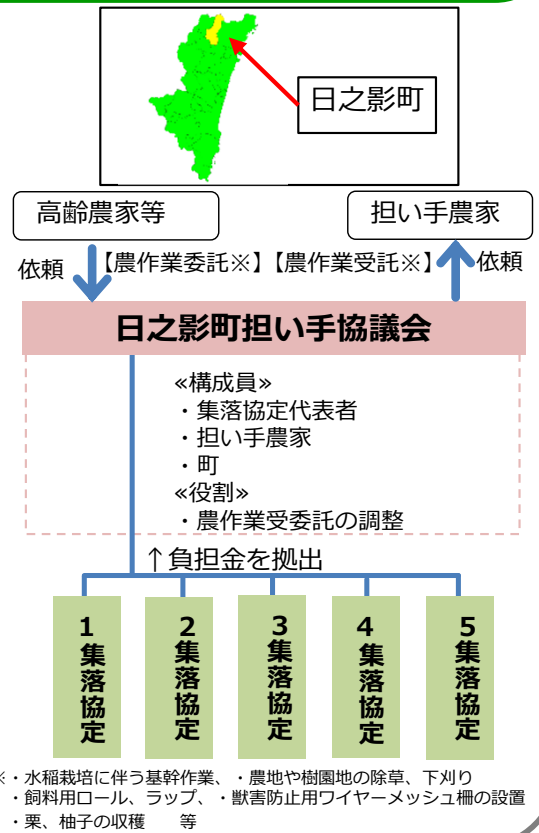 日之影町
高齢農家等
担い手農家
依頼
【農作業委託※】【農作業受託※】
依頼
日之影町担い手協議会
≪構成員≫
・集落協定代表者
・担い手農家
・町
≪役割≫
・農作業受委託の調整
↑負担金を拠出
1集落協定
2集落協定
3集落協定
4集落協定
5集落協定
※・水稲栽培に伴う基幹作業、・農地や樹園地の除草、下刈り
・飼料用ロール、ラップ、・獣害防止用ワイヤーメッシュ柵の設置
・栗、柚子の収穫　等